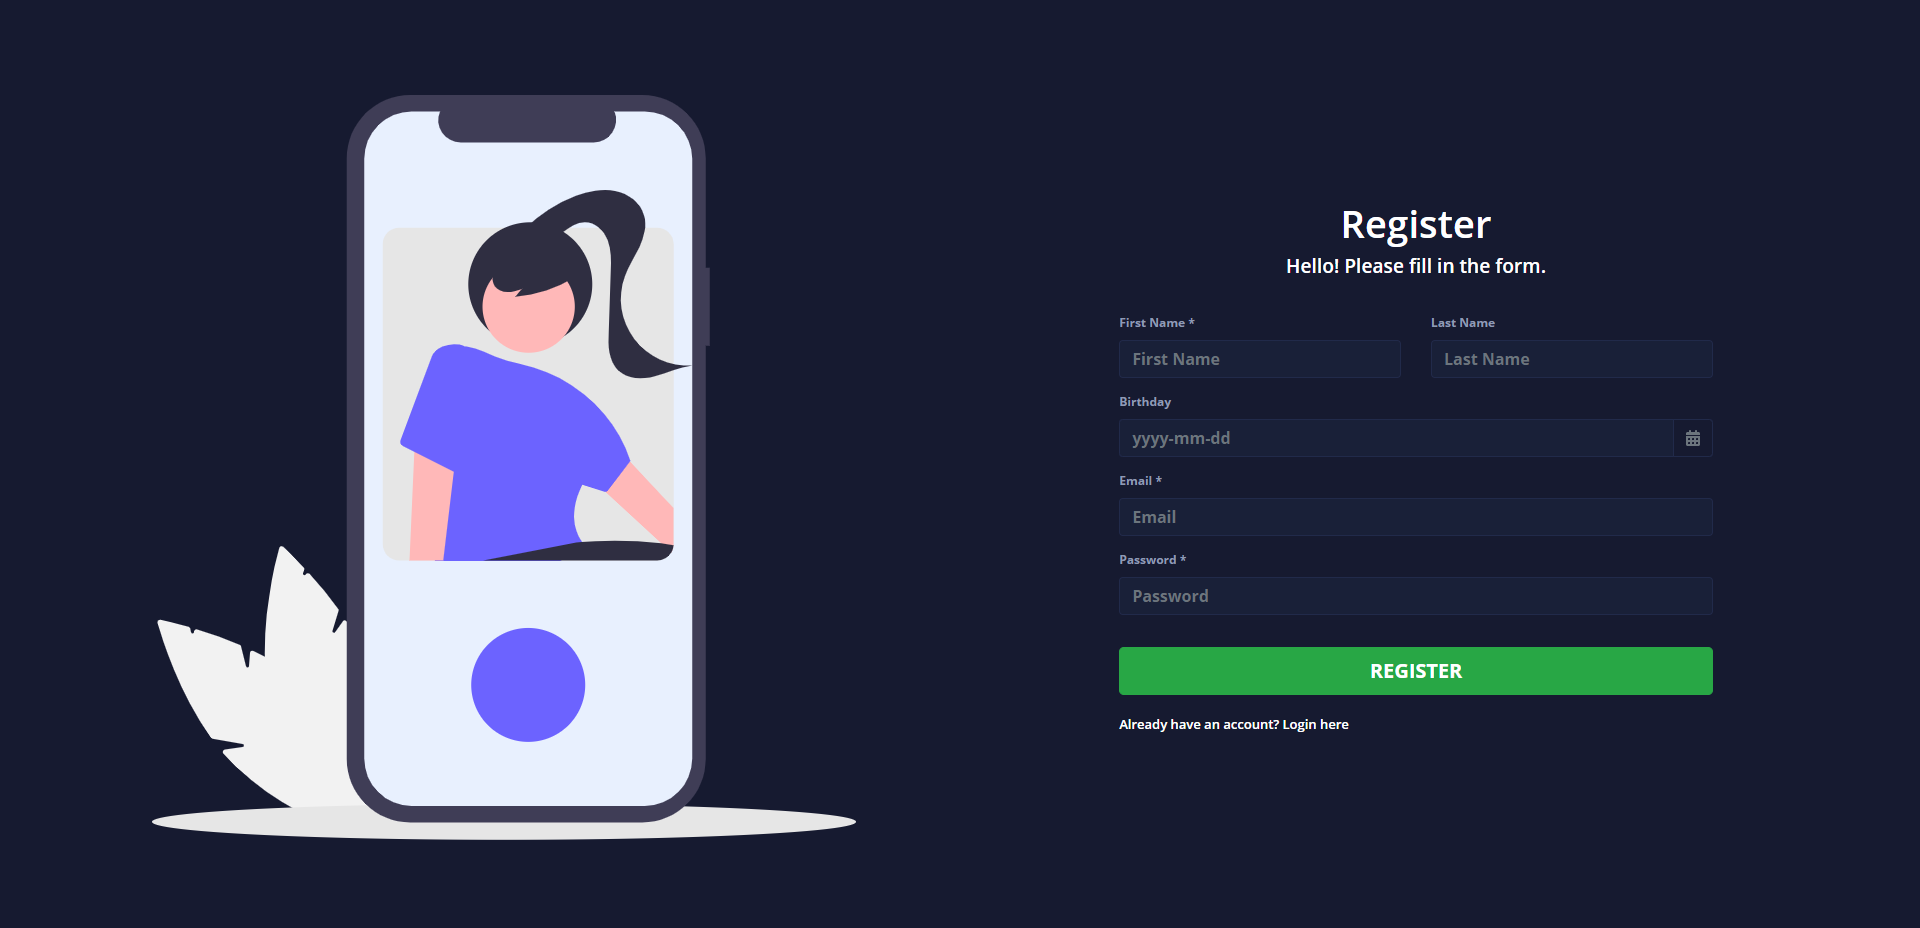 Register
Hello! Please fill in the form.
First Name *
Last Name
First Name
Last Name
Birthday
yyyy-mm-dd
Email *
Email
Password *
Password
REGISTER
Already have an account? Login here